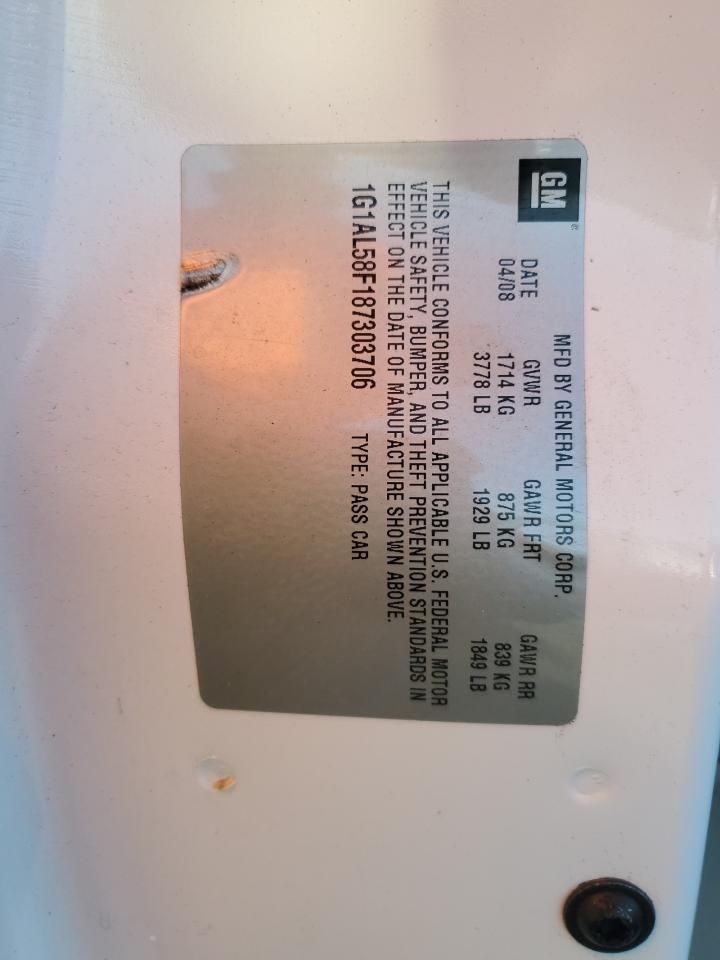 GM
MFD BY GENERAL MOTORS CORP.
DATE GVWR GAWR FRT GAWR RR
04/08 1714 KG 875 KG 839 KG
3778 LB 1929 LB 1849 LB
THIS VEHICLE CONFORMS TO ALL APPLICABLE U.S. FEDERAL MOTOR
VEHICLE SAFETY, BUMPER, AND THEFT PREVENTION STANDARDS IN
EFFECT ON THE DATE OF MANUFACTURE SHOWN ABOVE.
1G1AL58F187303706 TYPE: PASS CAR